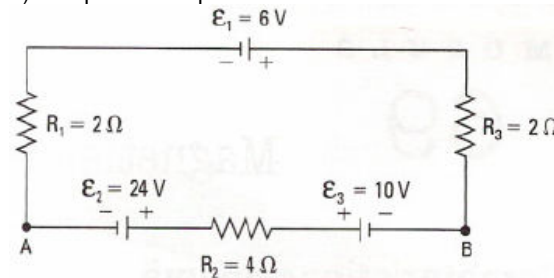 ε₁ = 6 V
− +
R₁ = 2 Ω
R₃ = 2 Ω
ε₂ = 24 V
ε₃ = 10 V
− +
+ −
A
B
R₂ = 4 Ω